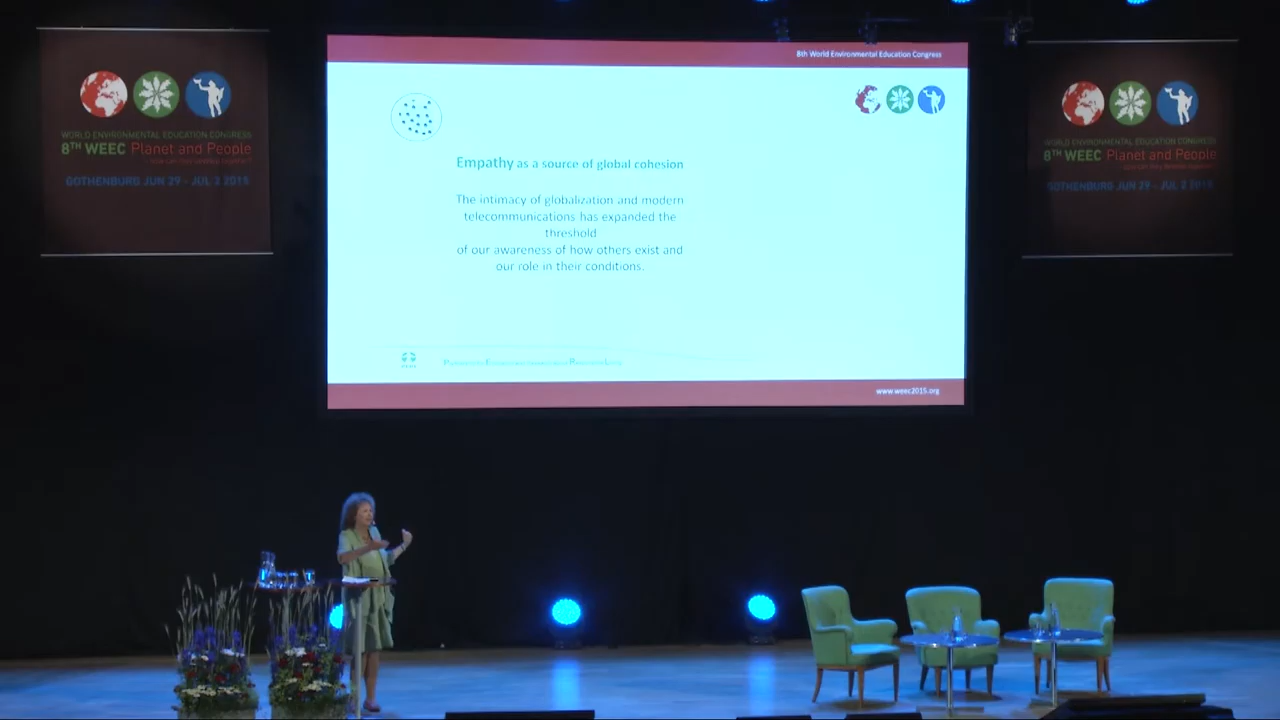 8th World Environmental Education Congress
Empathy as a source of global cohesion
The intimacy of globalization and modern
telecommunications has expanded the
threshold
of our awareness of how others exist and
our role in their conditions.
www.weec2015.org
WORLD ENVIRONMENTAL EDUCATION CONGRESS
8TH WEEC Planet and People
GOTHENBURG JUN 29 - JUL 2 2015
WORLD ENVIRONMENTAL EDUCATION CONGRESS
8TH WEEC Planet and People
GOTHENBURG JUN 29 - JUL 2 2015